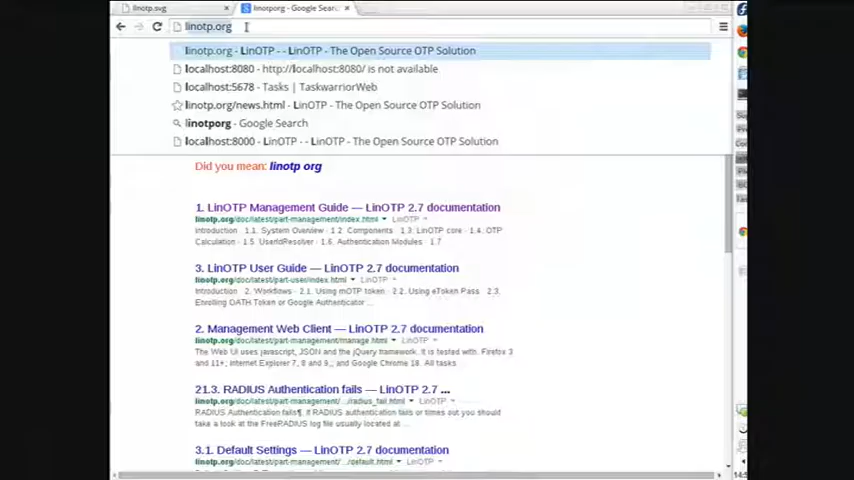 linotp.svg
linotporg - Google Sear
linotp.org
linotp.org - LinOTP - - LinOTP - The Open Source OTP Solution
localhost:8080 - http://localhost:8080/ is not available
localhost:5678 - Tasks | TaskwarriorWeb
linotp.org/news.html - LinOTP - The Open Source OTP Solution
linotporg - Google Search
localhost:8000 - LinOTP - - LinOTP - The Open Source OTP Solution
Did you mean: linotp org
1. LinOTP Management Guide — LinOTP 2.7 documentation
linotp.org/doc/latest/part-management/index.html LinOTP
Introduction · 1.1. System Overview · 1.2. Components · 1.3. LinOTP core · 1.4. OTP
Calculation · 1.5. UserIdResolver · 1.6. Authentication Modules · 1.7
3. LinOTP User Guide — LinOTP 2.7 documentation
linotp.org/doc/latest/part-user/index.html LinOTP
Introduction · 2. Workflows · 2.1. Using mOTP token · 2.2. Using eToken Pass · 2.3.
Enrolling OATH Token or Google Authenticator ...
2. Management Web Client — LinOTP 2.7 documentation
linotp.org/doc/latest/part-management/manage.html LinOTP
The Web UI uses javascript, JSON and the jQuery framework. It is tested with. Firefox 3
and 11+; Internet Explorer 7, 8 and 9,; and Google Chrome 18. All tasks.
21.3. RADIUS Authentication fails — LinOTP 2.7 ...
linotp.org/doc/latest/part-management/.../radius_fail.html LinOTP
RADIUS Authentication fails¶. If RADIUS authentication fails or times out you should
take a look at the FreeRADIUS log file usually located at ...
3.1. Default Settings — LinOTP 2.7 documentation
linotp.org/doc/latest/part-management/.../default.html LinOTP